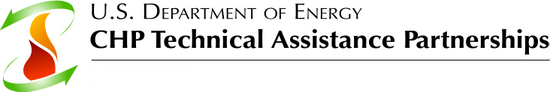 U.S. Department of Energy
CHP Technical Assistance Partnerships